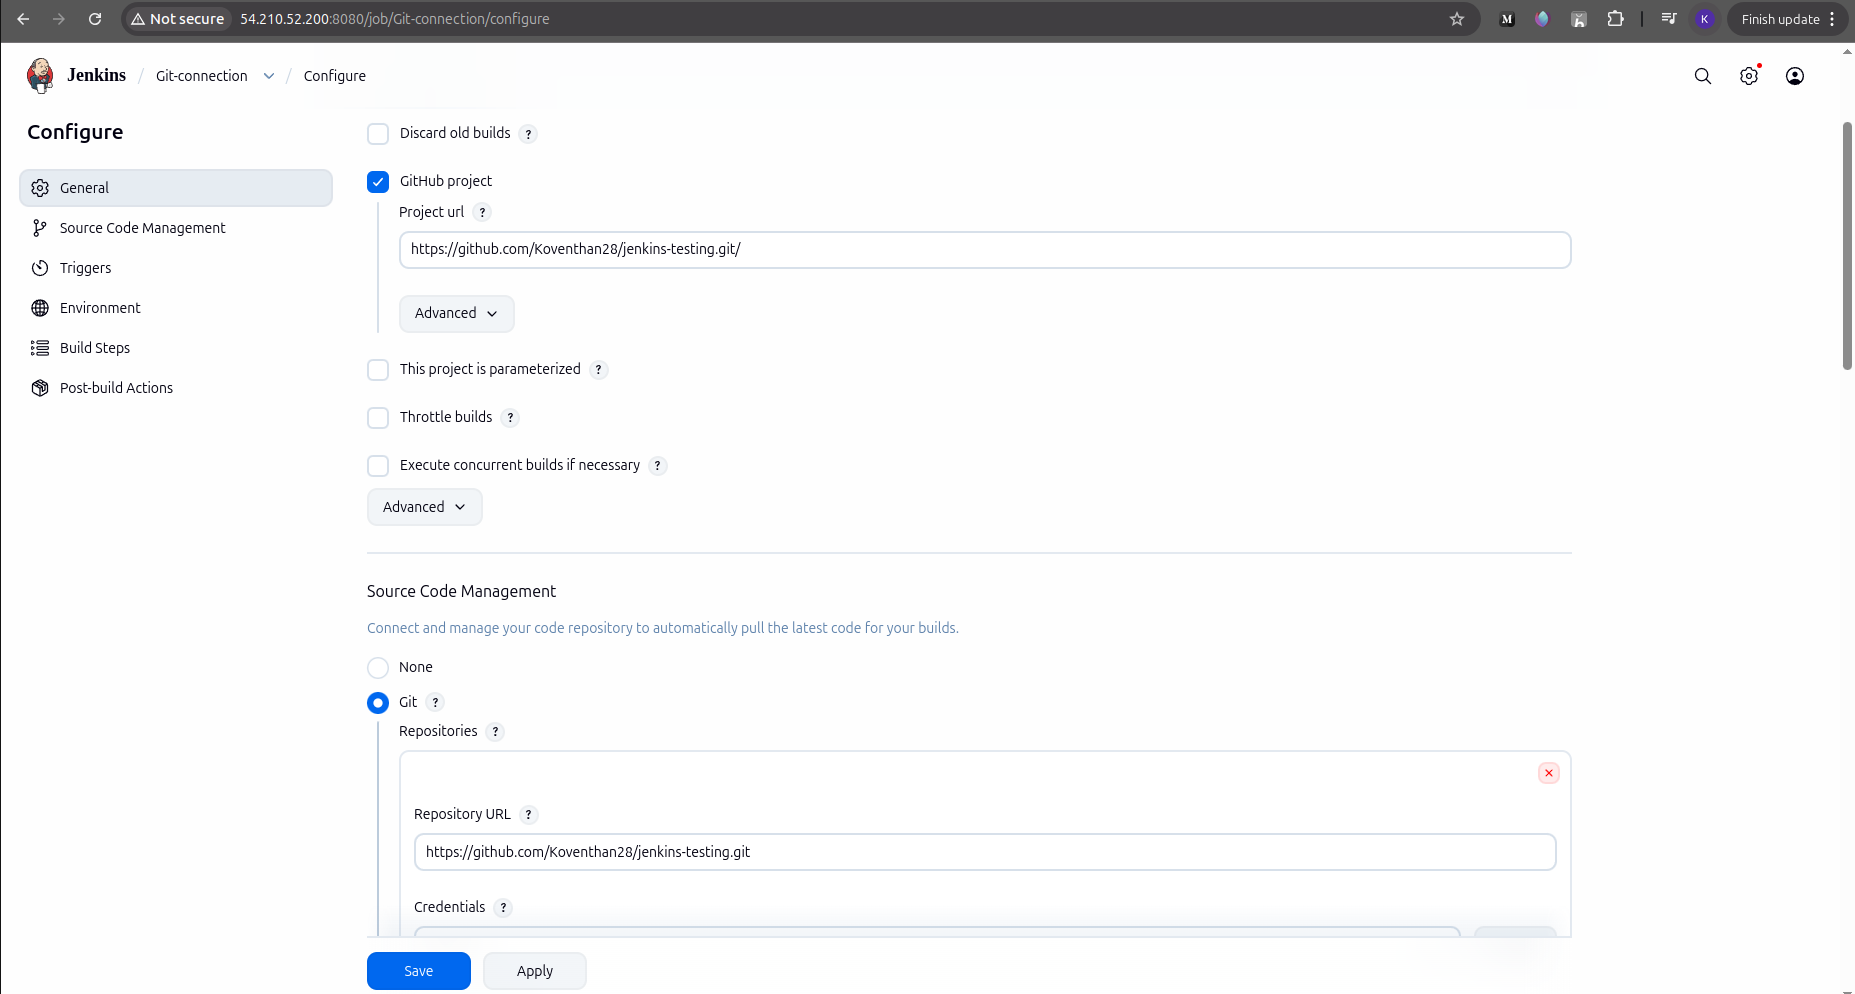 Not secure 54.210.52.200:8080/job/Git-connection/configure
M
K
Finish update
Jenkins / Git-connection / Configure
Configure
General
Source Code Management
Triggers
Environment
Build Steps
Post-build Actions
Discard old builds ?
GitHub project
Project url ?
https://github.com/Koventhan28/jenkins-testing.git/
Advanced
This project is parameterized ?
Throttle builds ?
Execute concurrent builds if necessary ?
Advanced
Source Code Management
Connect and manage your code repository to automatically pull the latest code for your builds.
None
Git ?
Repositories ?
Repository URL ?
https://github.com/Koventhan28/jenkins-testing.git
Credentials ?
Save
Apply